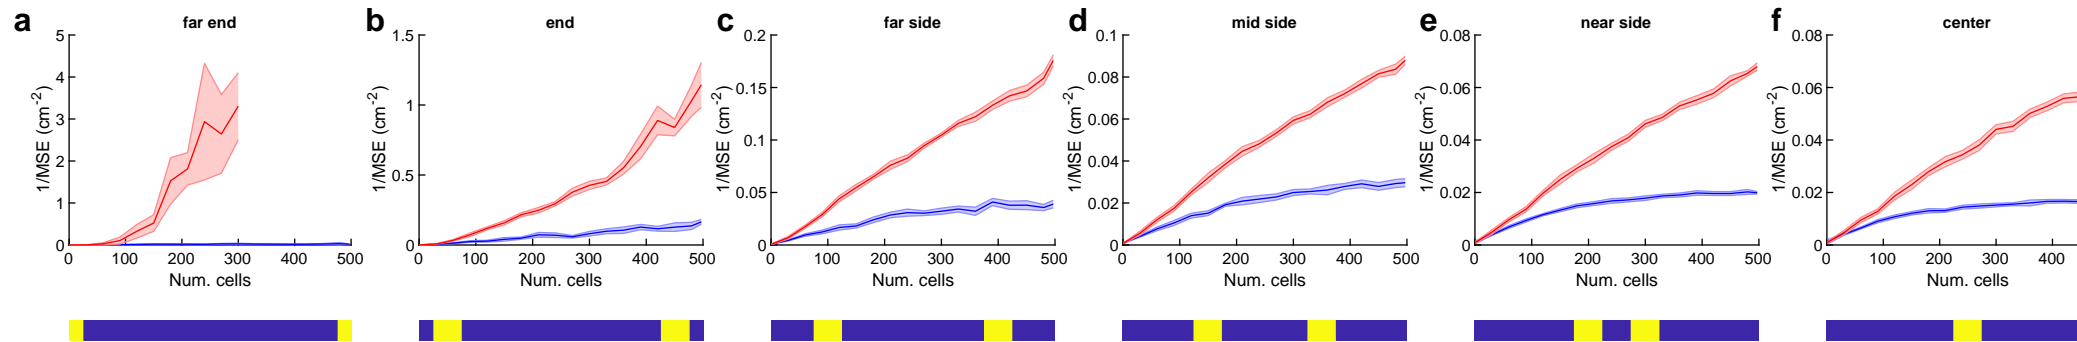 a
far end
5
4
3
2
1
0
1/MSE (cm-2)
0 100 200 300 400 500
Num. cells
b
end
1.5
1
0.5
0
1/MSE (cm-2)
0 100 200 300 400 500
Num. cells
c
far side
0.2
0.15
0.1
0.05
0
1/MSE (cm-2)
0 100 200 300 400 500
Num. cells
d
mid side
0.1
0.08
0.06
0.04
0.02
0
1/MSE (cm-2)
0 100 200 300 400 500
Num. cells
e
near side
0.08
0.06
0.04
0.02
0
1/MSE (cm-2)
0 100 200 300 400 500
Num. cells
f
center
0.08
0.06
0.04
0.02
0
1/MSE (cm-2)
0 100 200 300 400
Num. cells